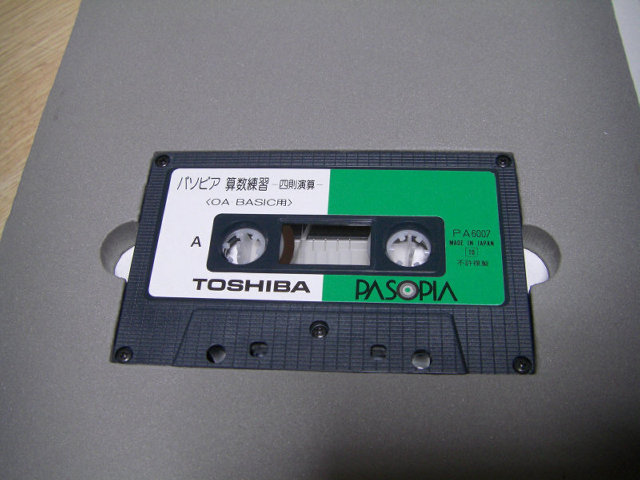 パソピア 算数練習 -四則演算-
〈OA BASIC用〉
A
PA6007
MADE IN JAPAN
不許複製
TOSHIBA
PASOPIA